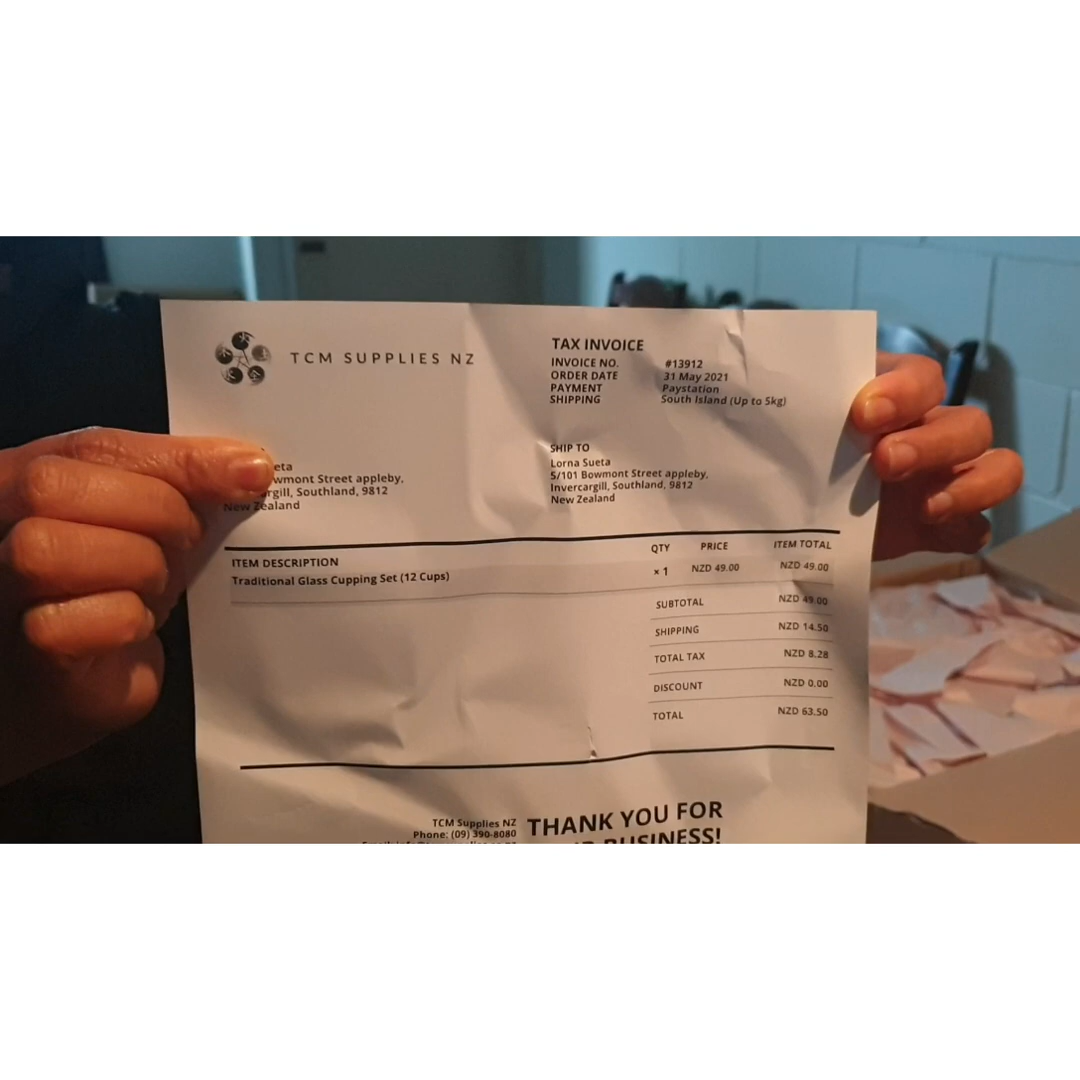 TCM SUPPLIES NZ
TAX INVOICE
INVOICE NO. #13912
ORDER DATE 31 May 2021
PAYMENT Paystation
SHIPPING South Island (Up to 5kg)
eta
wmont Street appleby,
rgill, Southland, 9812
New Zealand
SHIP TO
Lorna Sueta
5/101 Bowmont Street appleby,
Invercargill, Southland, 9812
New Zealand
ITEM DESCRIPTION QTY PRICE ITEM TOTAL
Traditional Glass Cupping Set (12 Cups) × 1 NZD 49.00 NZD 49.00
SUBTOTAL NZD 49.00
SHIPPING NZD 14.50
TOTAL TAX NZD 8.28
DISCOUNT NZD 0.00
TOTAL NZD 63.50
TCM Supplies NZ
Phone: (09) 390-8080
THANK YOU FOR
BUSINESS!